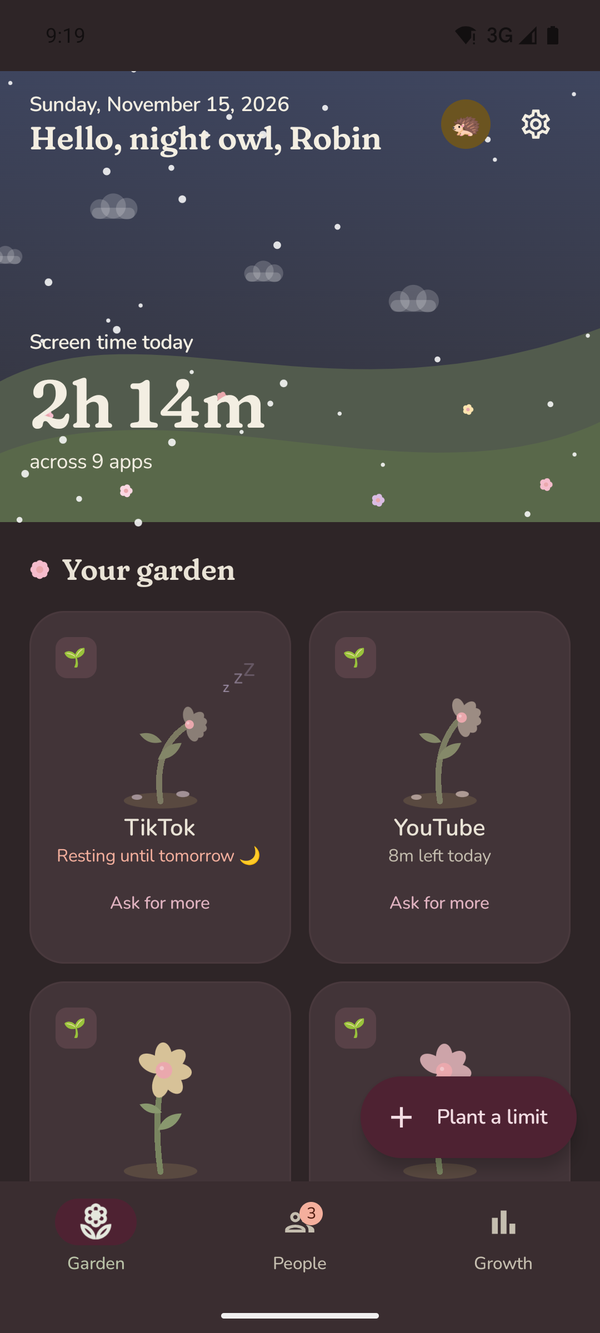 9:19
3G
Sunday, November 15, 2026
Hello, night owl, Robin
Screen time today
2h 14m
across 9 apps
Your garden
z z Z
TikTok
Resting until tomorrow 🌙
Ask for more
YouTube
8m left today
Ask for more
+ Plant a limit
3
Garden
People
Growth